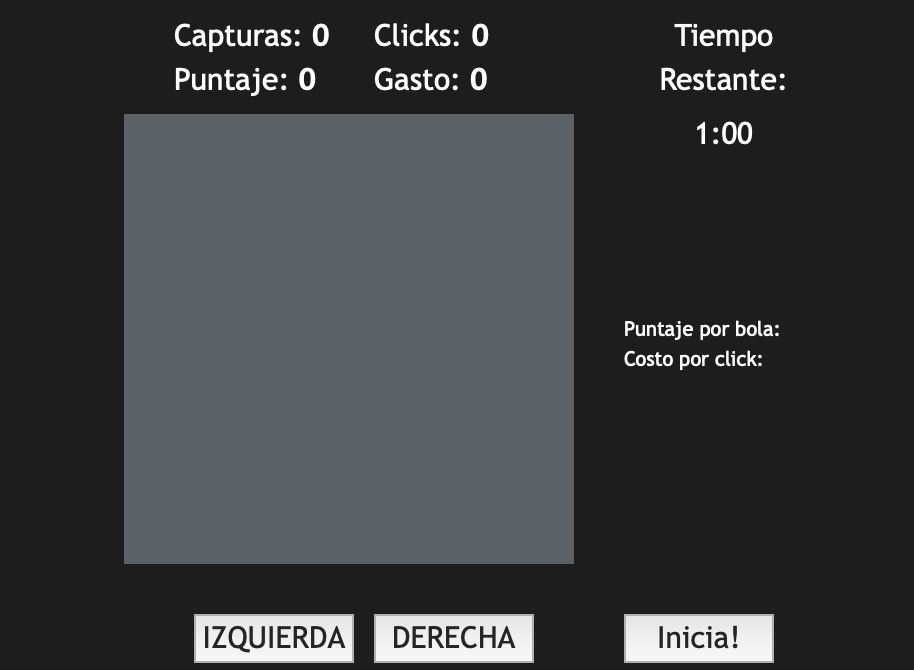 Capturas: 0
Clicks: 0
Puntaje: 0
Gasto: 0
Tiempo
Restante:
1:00
Puntaje por bola:
Costo por click:
IZQUIERDA
DERECHA
Inicia!